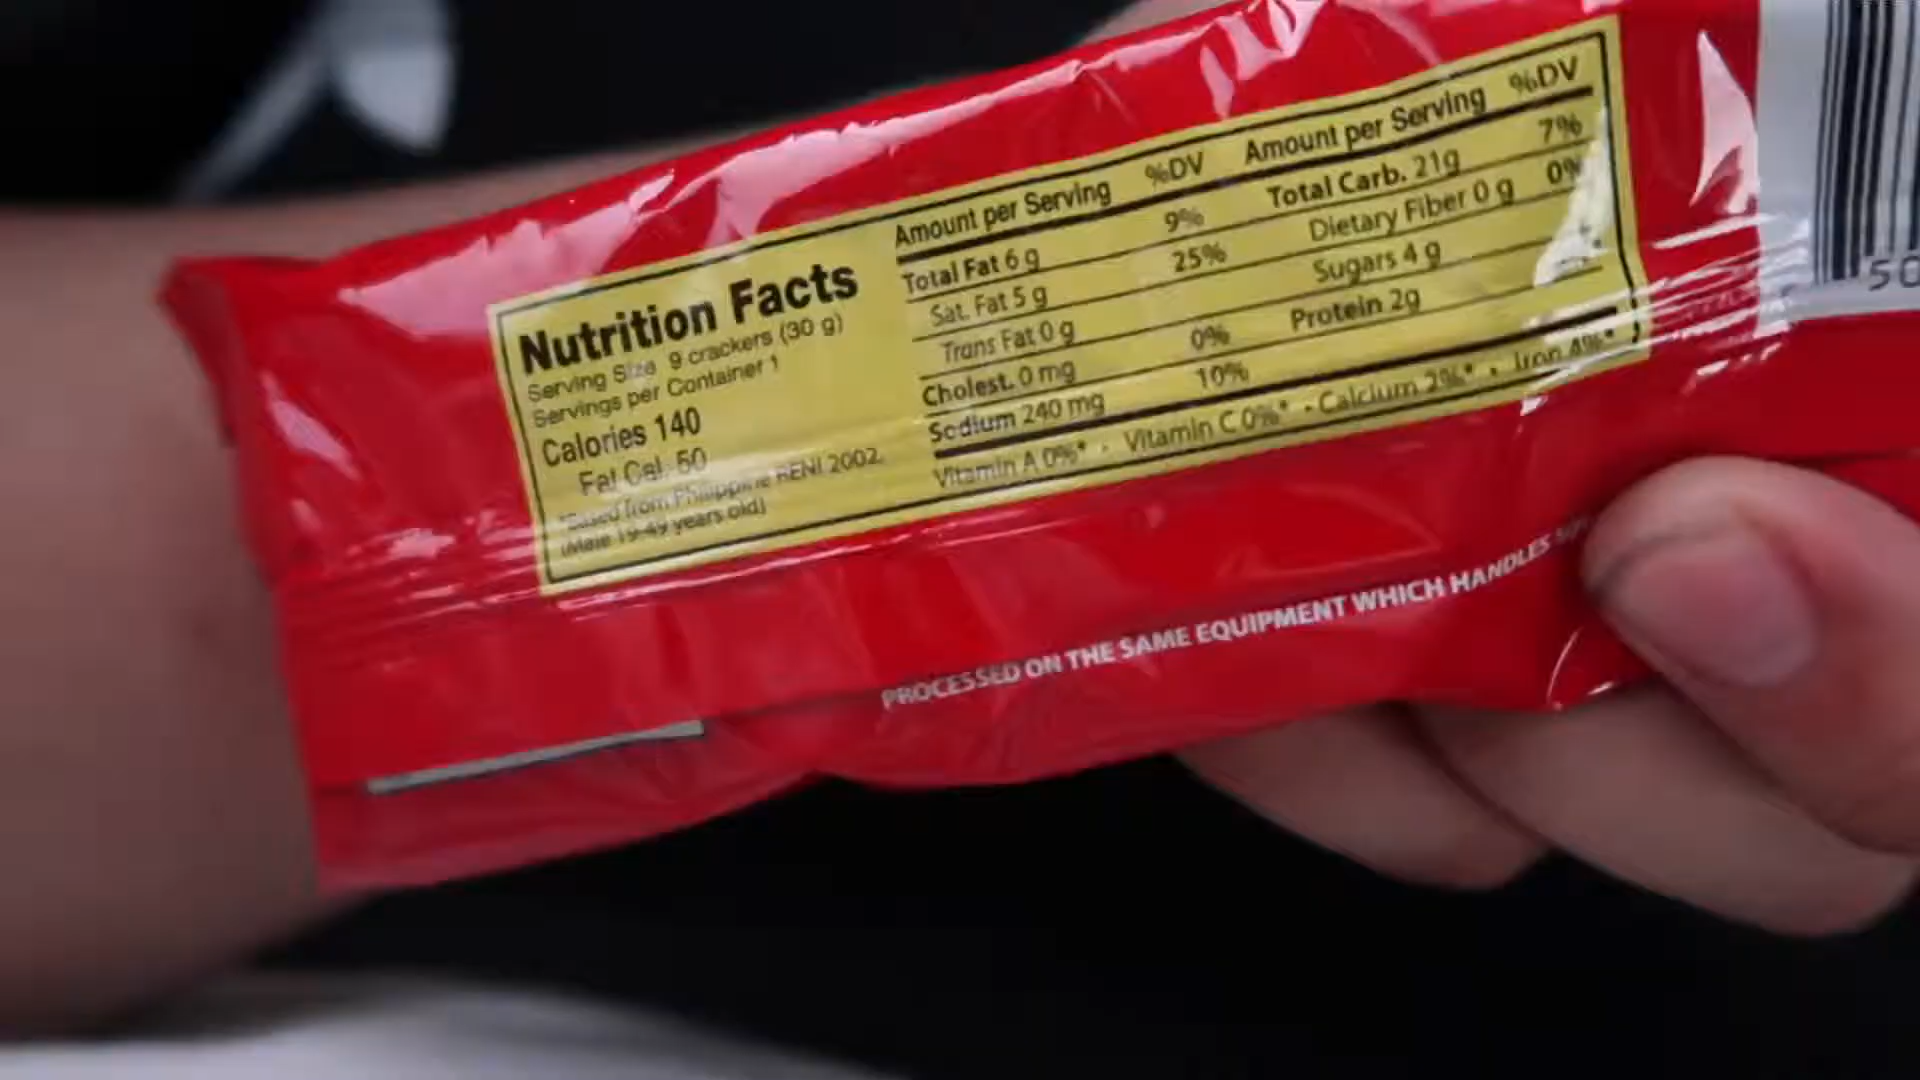 Nutrition Facts
Serving Size 9 crackers (30 g)
Servings per Container 1
Calories 140
Fat Cal. 50
*Based from Philippine RENI 2002
(Male 19-49 years old)
Amount per Serving %DV
Total Fat 6 g 9%
Sat. Fat 5 g 25%
Trans Fat 0 g
Cholest. 0 mg 0%
Sodium 240 mg 10%
Amount per Serving %DV
Total Carb. 21g 7%
Dietary Fiber 0 g 0%
Sugars 4 g
Protein 2g
Vitamin A 0%* • Vitamin C 0%* • Calcium 2%* • Iron 4%*
PROCESSED ON THE SAME EQUIPMENT WHICH HANDLES
50